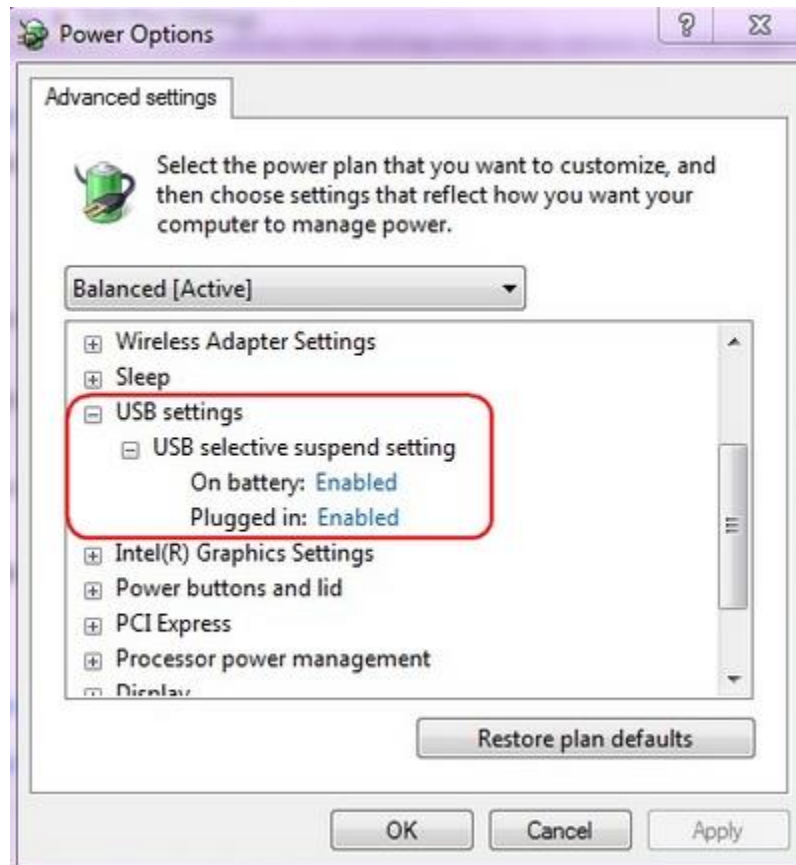 Power Options
Advanced settings
Select the power plan that you want to customize, and
then choose settings that reflect how you want your
computer to manage power.
Balanced [Active]
Wireless Adapter Settings
Sleep
USB settings
USB selective suspend setting
On battery: Enabled
Plugged in: Enabled
Intel(R) Graphics Settings
Power buttons and lid
PCI Express
Processor power management
Display
Restore plan defaults
OK Cancel Apply